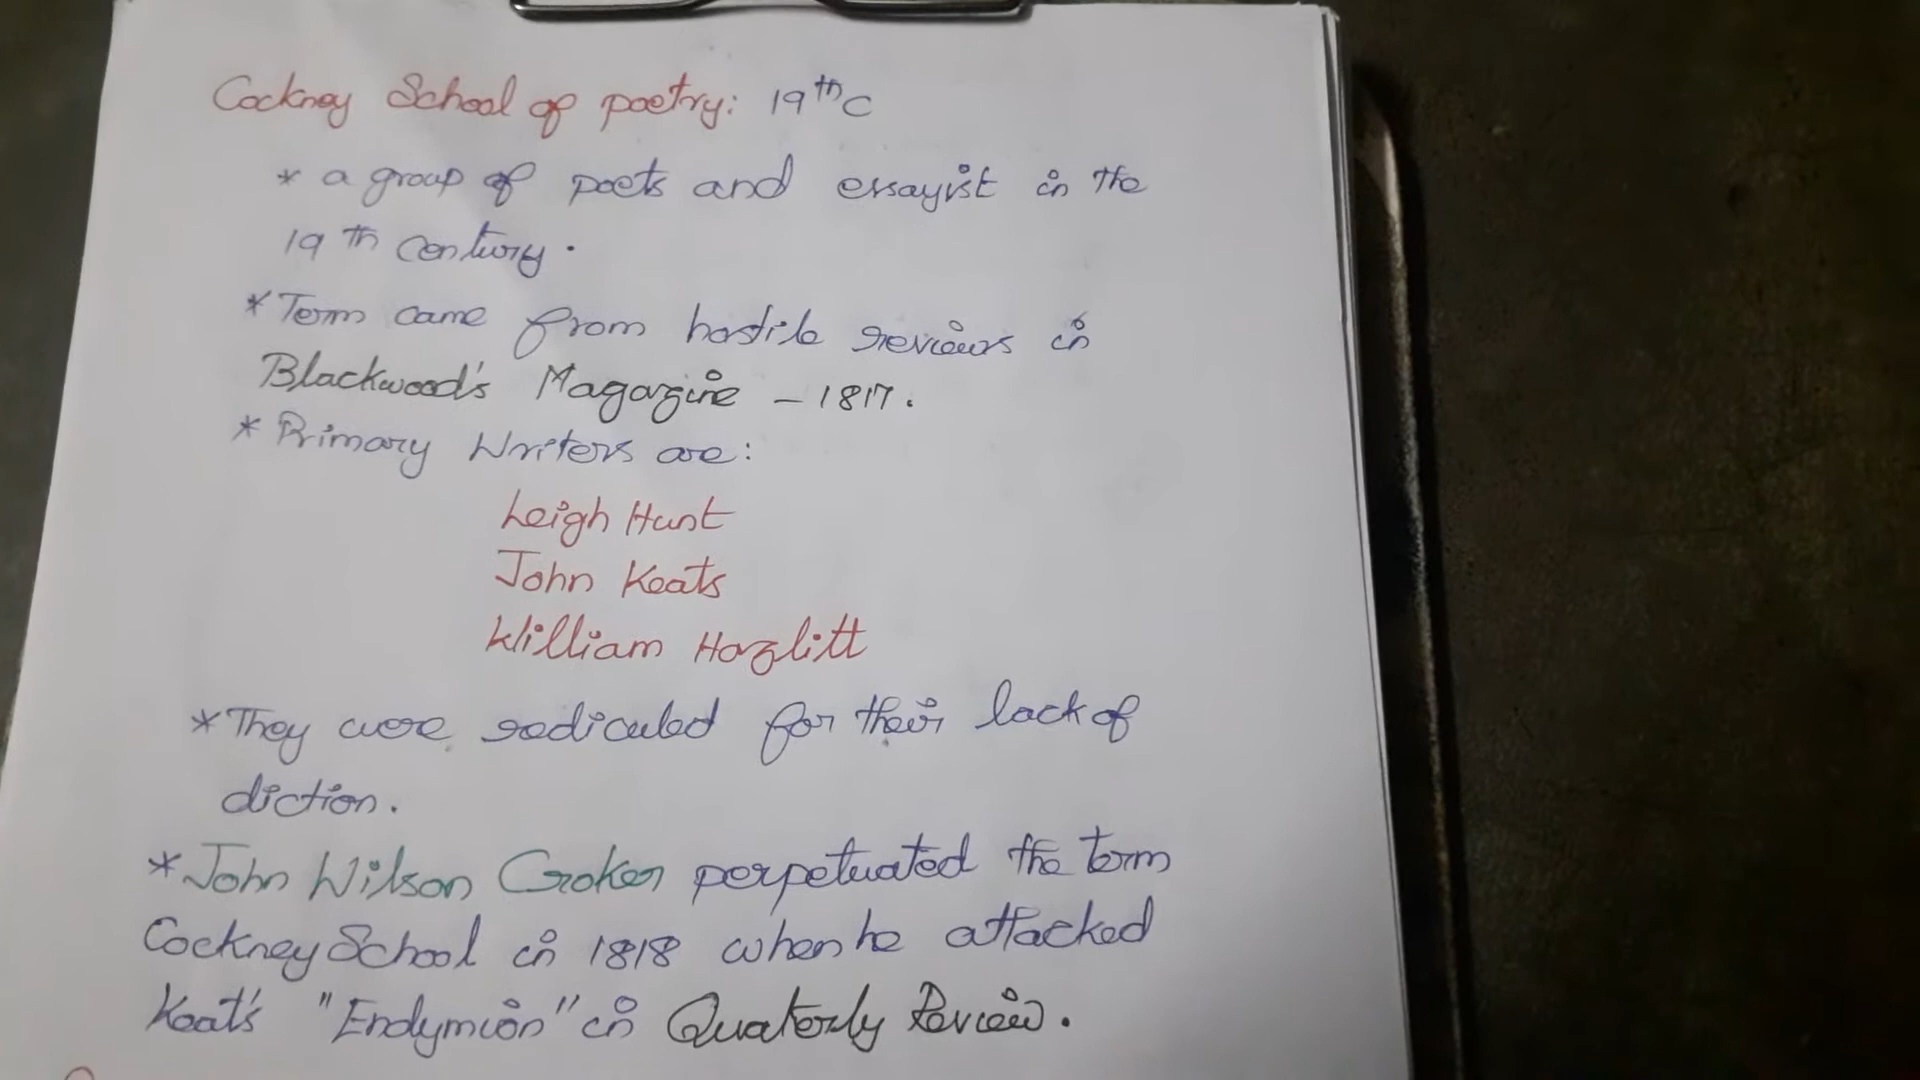 Cockney School of poetry: 19th C
* a group of poets and essayist in the
19th century.
* Term came from hostile reviews in
Blackwood's Magazine - 1817.
* Primary Writers are:
Leigh Hunt
John Keats
William Hazlitt
* They were rediculed for their lack of
diction.
* John Wilson Croker perpetuated the term
Cockney School in 1818 when he attacked
Keat's "Endymion" in Quaterly Review.